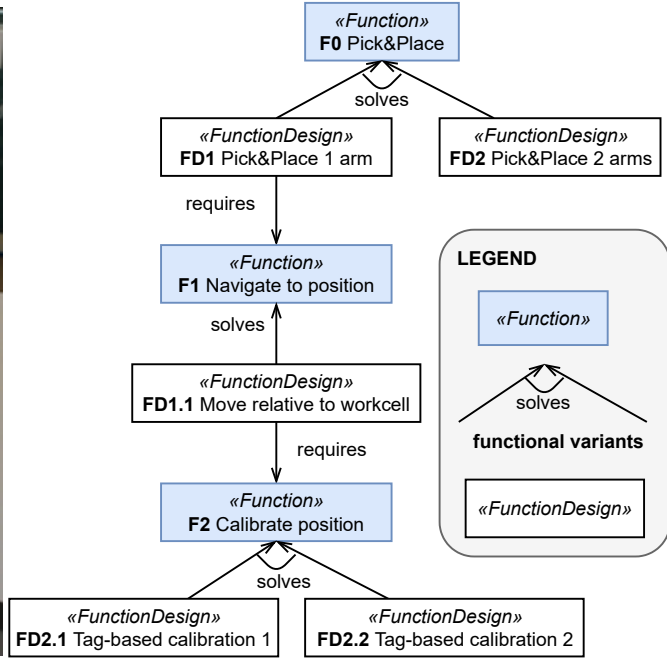 «Function»
F0 Pick&Place
solves
«FunctionDesign»
FD1 Pick&Place 1 arm
«FunctionDesign»
FD2 Pick&Place 2 arms
requires
«Function»
F1 Navigate to position
solves
«FunctionDesign»
FD1.1 Move relative to workcell
requires
«Function»
F2 Calibrate position
solves
«FunctionDesign»
FD2.1 Tag-based calibration 1
«FunctionDesign»
FD2.2 Tag-based calibration 2
LEGEND
«Function»
solves
functional variants
«FunctionDesign»